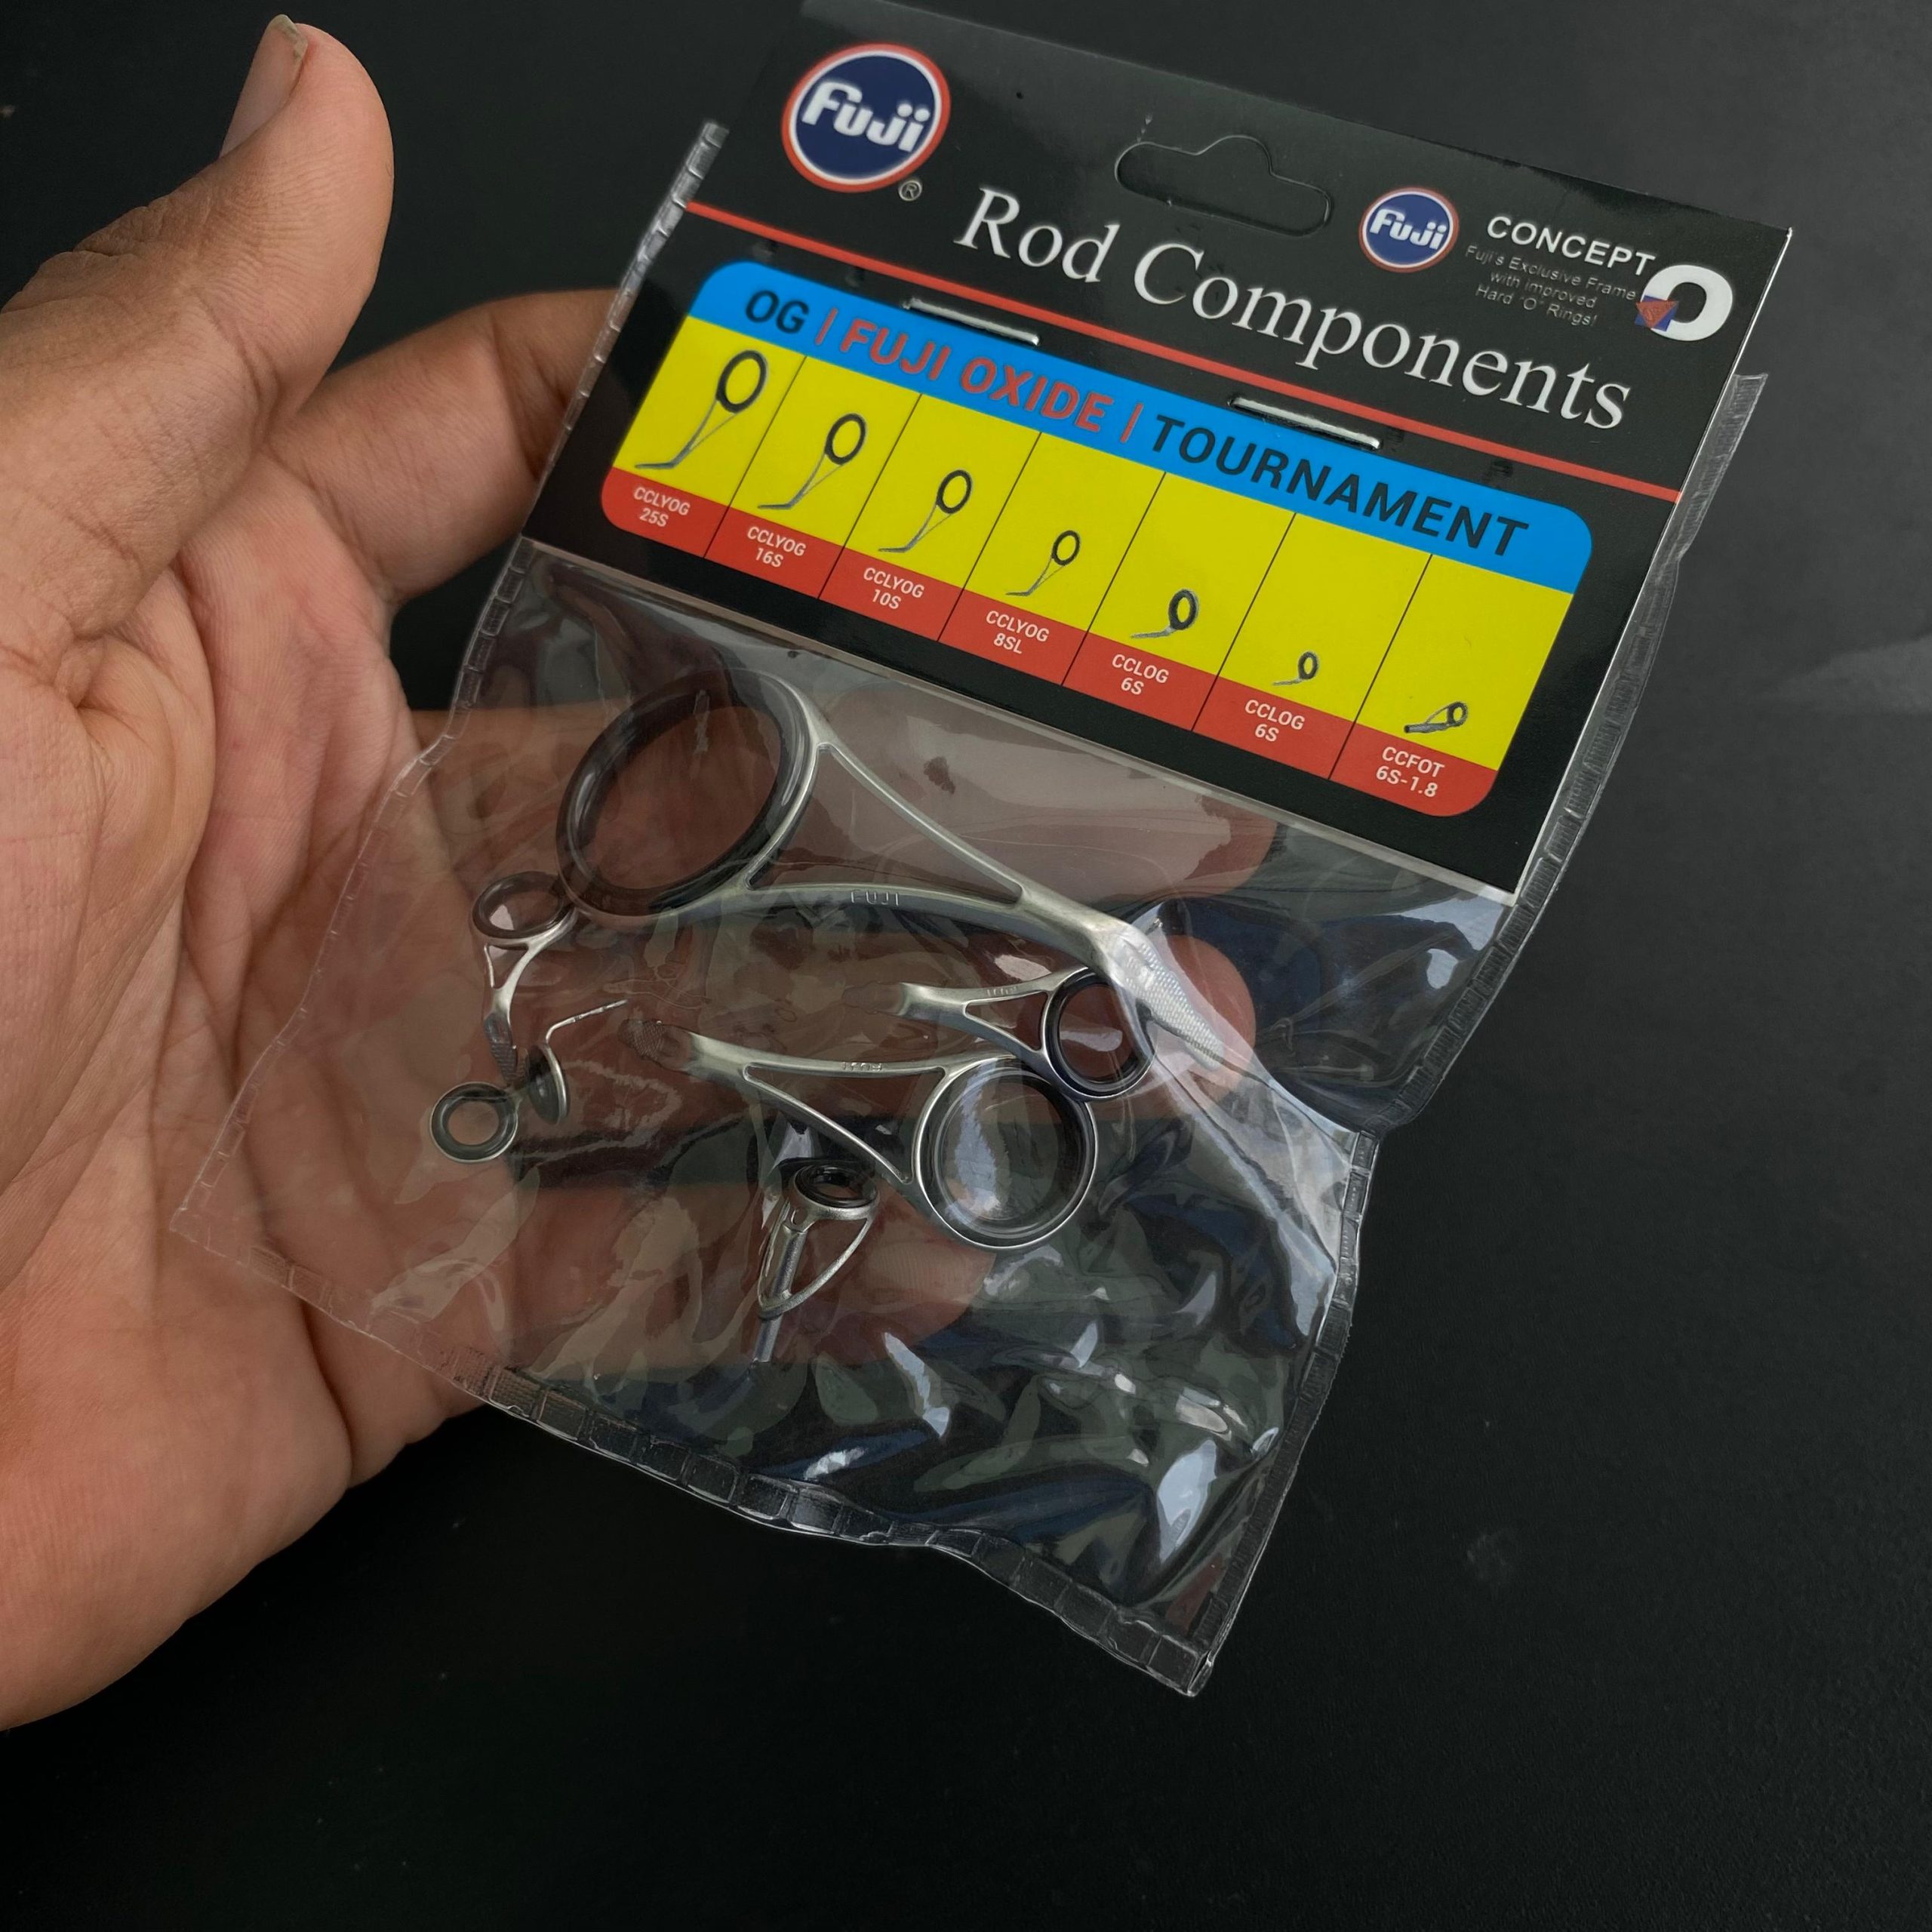 Fuji
®
Rod Components
Fuji
CONCEPT
O
Fuji's Exclusive Frame
with improved
Hard "O" Rings!
OG | FUJI OXIDE | TOURNAMENT
CCLYOG
25S
CCLYOG
16S
CCLYOG
10S
CCLYOG
8SL
CCLOG
6S
CCLOG
6S
CCFOT
6S-1.8
FUJI